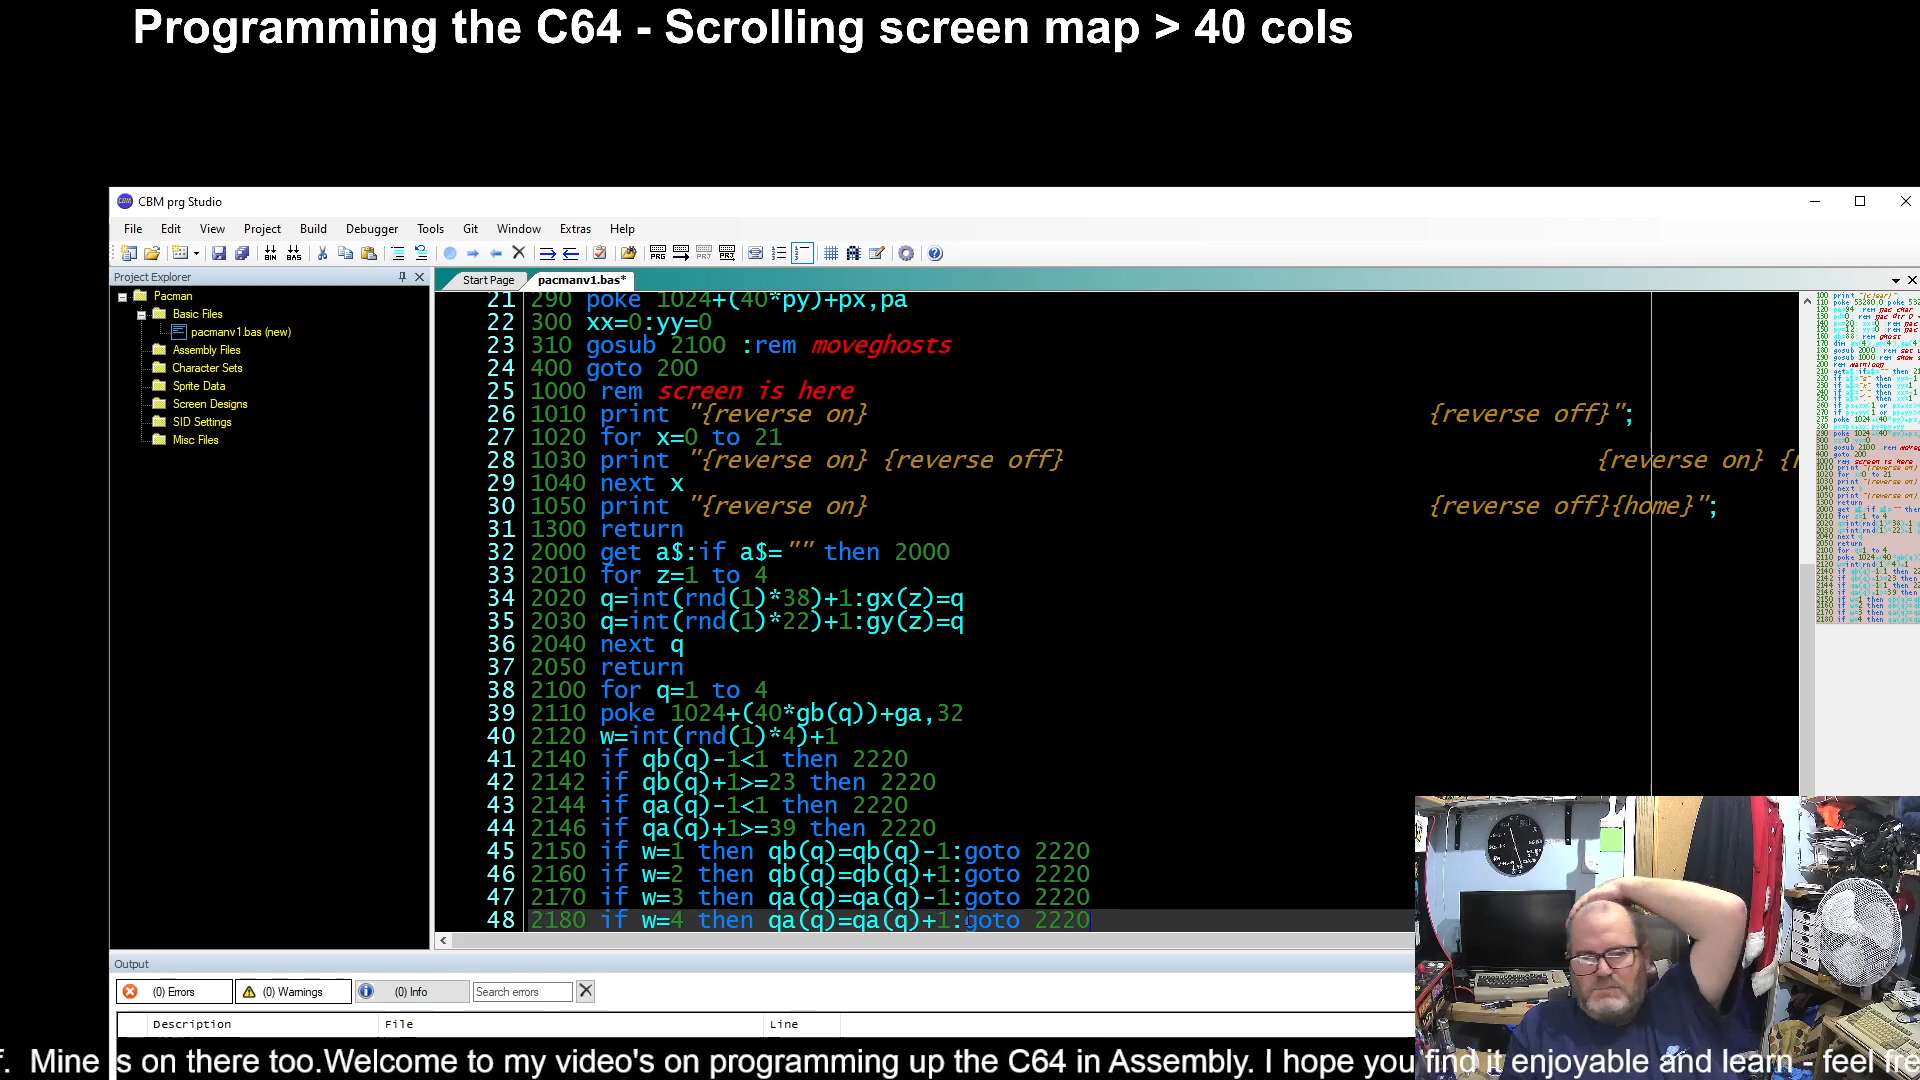 Programming the C64 - Scrolling screen map > 40 cols
CBM prg Studio
File Edit View Project Build Debugger Tools Git Window Extras Help
Project Explorer
Start Page
pacmanv1.bas*
Pacman
Basic Files
pacmanv1.bas (new)
Assembly Files
Character Sets
Sprite Data
Screen Designs
SID Settings
Misc Files
21 290 poke 1024+(40*py)+px,pa
22 300 xx=0:yy=0
23 310 gosub 2100 :rem moveghosts
24 400 goto 200
25 1000 rem screen is here
26 1010 print "{reverse on} {reverse off}";
27 1020 for x=0 to 21
28 1030 print "{reverse on} {reverse off} {reverse on} {r
29 1040 next x
30 1050 print "{reverse on} {reverse off}{home}";
31 1300 return
32 2000 get a$:if a$="" then 2000
33 2010 for z=1 to 4
34 2020 q=int(rnd(1)*38)+1:gx(z)=q
35 2030 q=int(rnd(1)*22)+1:gy(z)=q
36 2040 next q
37 2050 return
38 2100 for q=1 to 4
39 2110 poke 1024+(40*gb(q))+ga,32
40 2120 w=int(rnd(1)*4)+1
41 2140 if qb(q)-1<1 then 2220
42 2142 if qb(q)+1>=23 then 2220
43 2144 if qa(q)-1<1 then 2220
44 2146 if qa(q)+1>=39 then 2220
45 2150 if w=1 then qb(q)=qb(q)-1:goto 2220
46 2160 if w=2 then qb(q)=qb(q)+1:goto 2220
47 2170 if w=3 then qa(q)=qa(q)-1:goto 2220
48 2180 if w=4 then qa(q)=qa(q)+1:goto 2220
Output
(0) Errors (0) Warnings (0) Info Search errors
Description File Line
f. Mine is on there too.Welcome to my video's on programming up the C64 in Assembly. I hope you find it enjoyable and learn - feel fre